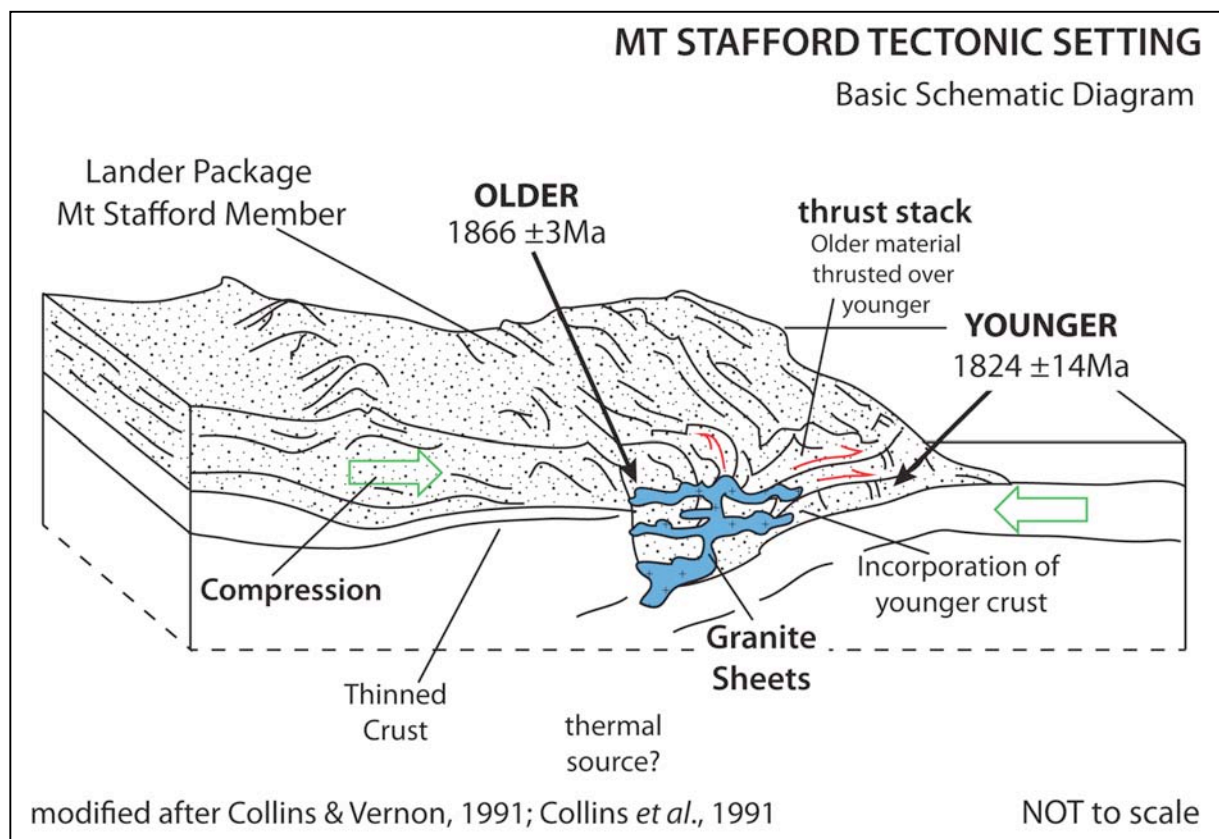 MT STAFFORD TECTONIC SETTING
Basic Schematic Diagram
Lander Package
Mt Stafford Member
OLDER
1866 ±3Ma
thrust stack
Older material
thrusted over
younger
YOUNGER
1824 ±14Ma
Compression
Incorporation of
younger crust
Granite
Sheets
Thinned
Crust
thermal
source?
modified after Collins & Vernon, 1991; Collins et al., 1991
NOT to scale